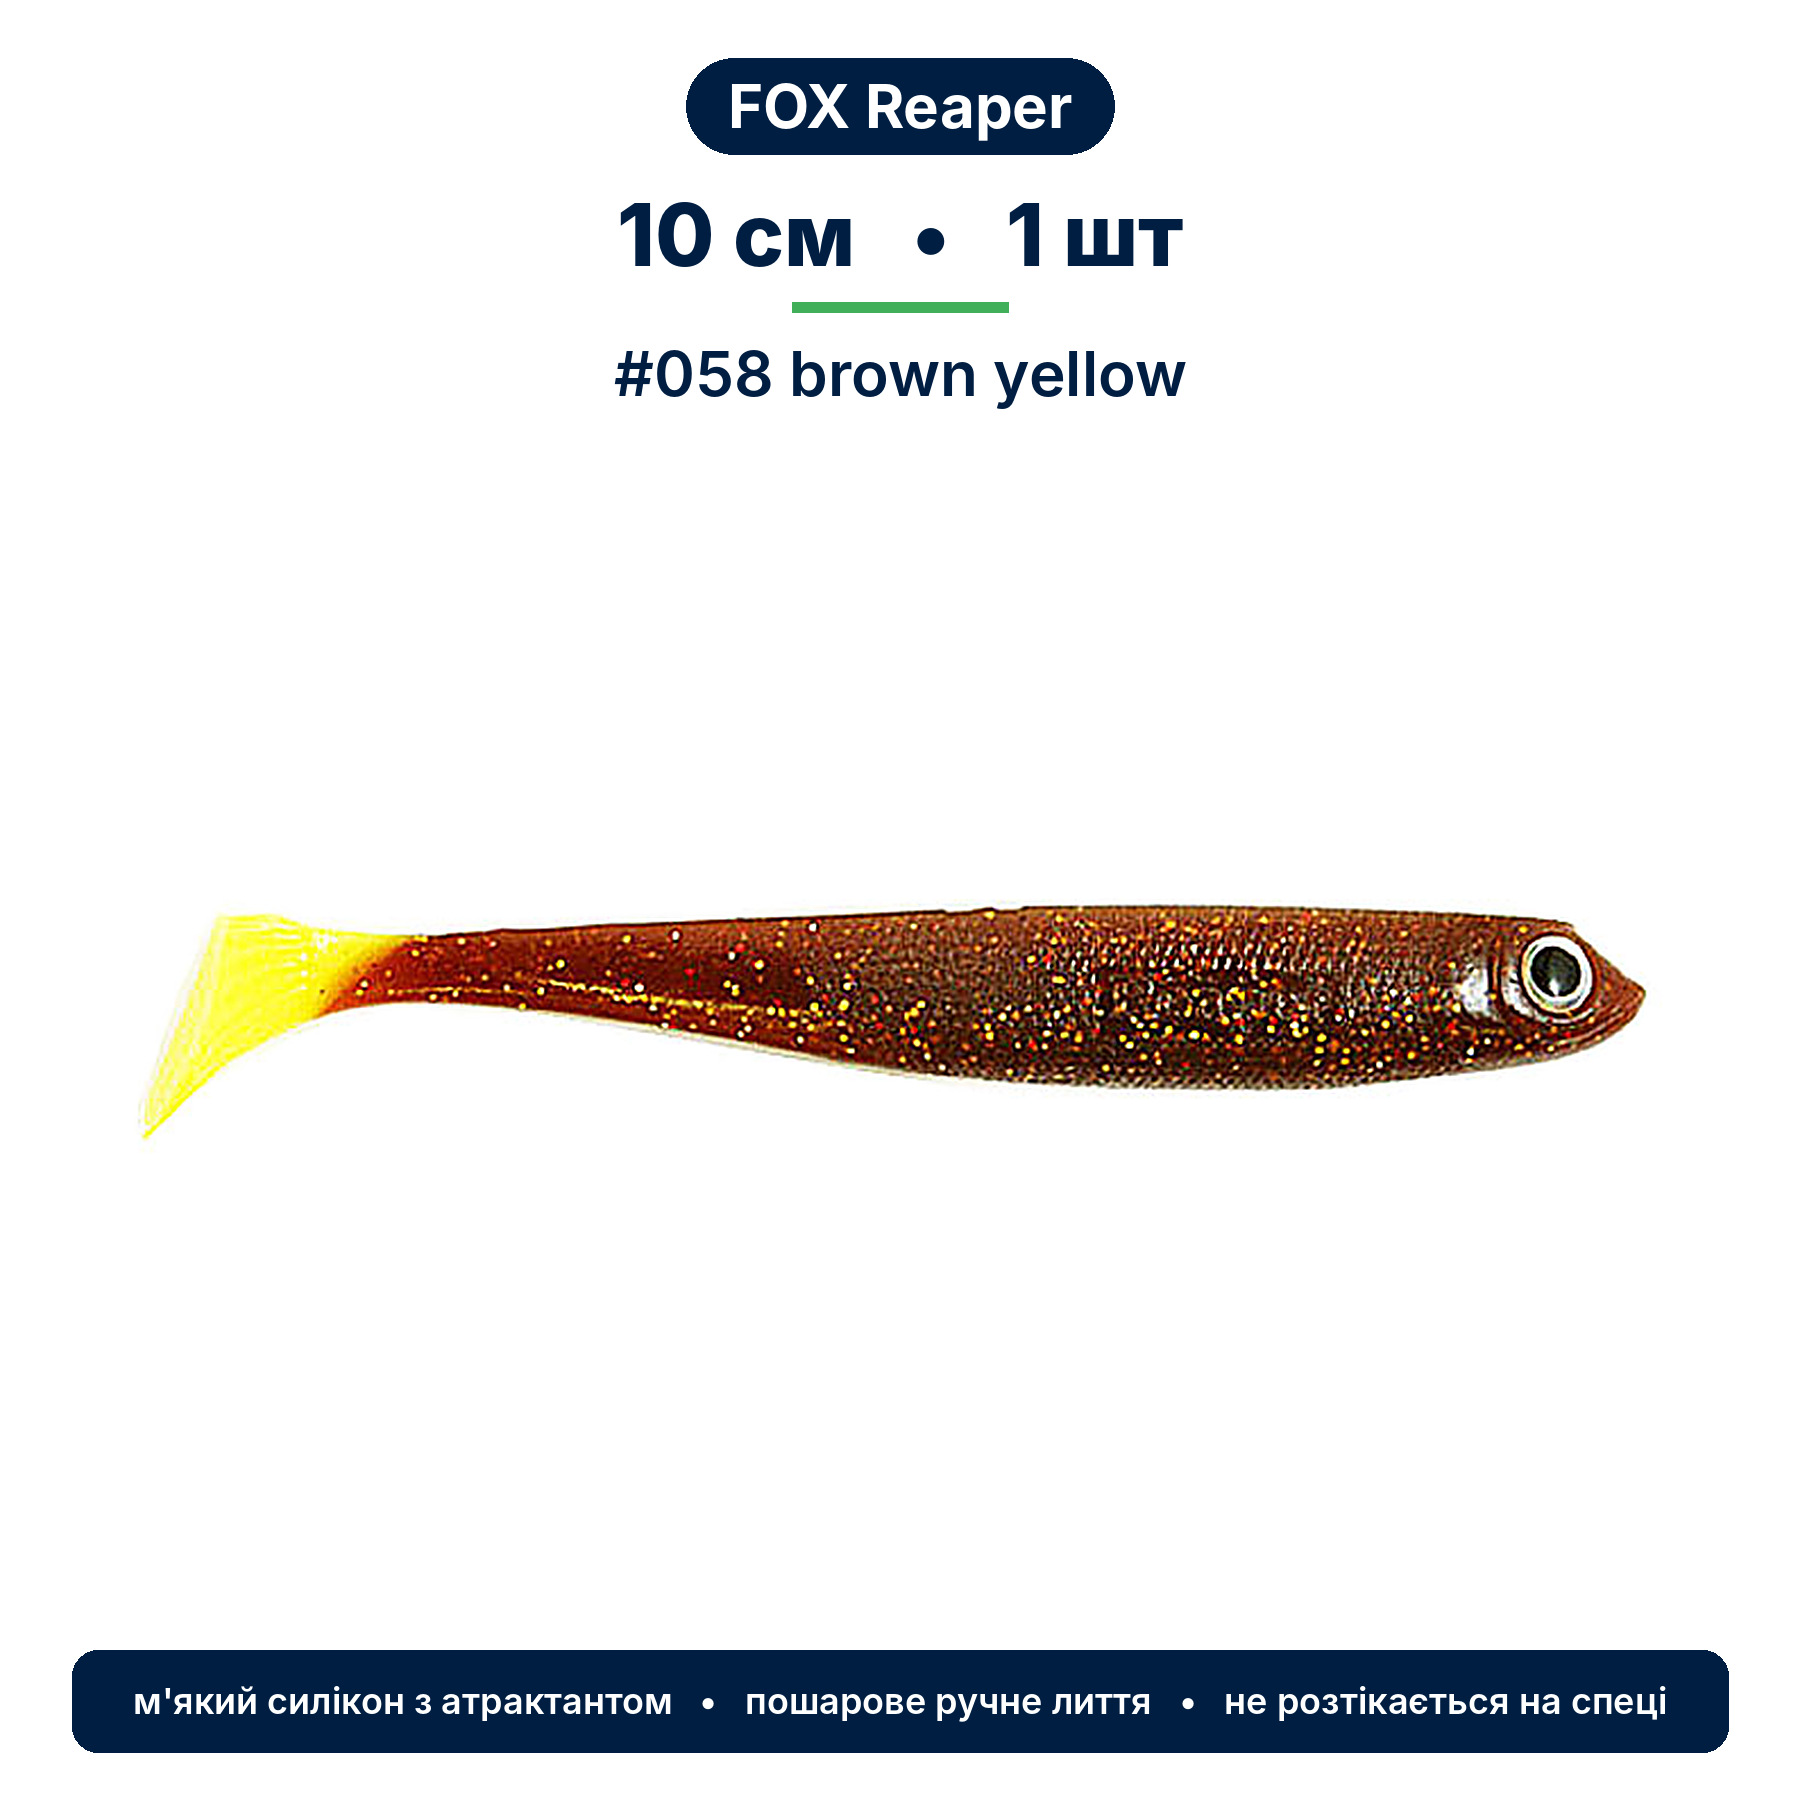 FOX Reaper
10 см • 1 шт
#058 brown yellow
м'який силікон з атрактантом • пошарове ручне лиття • не розтікається на спеці